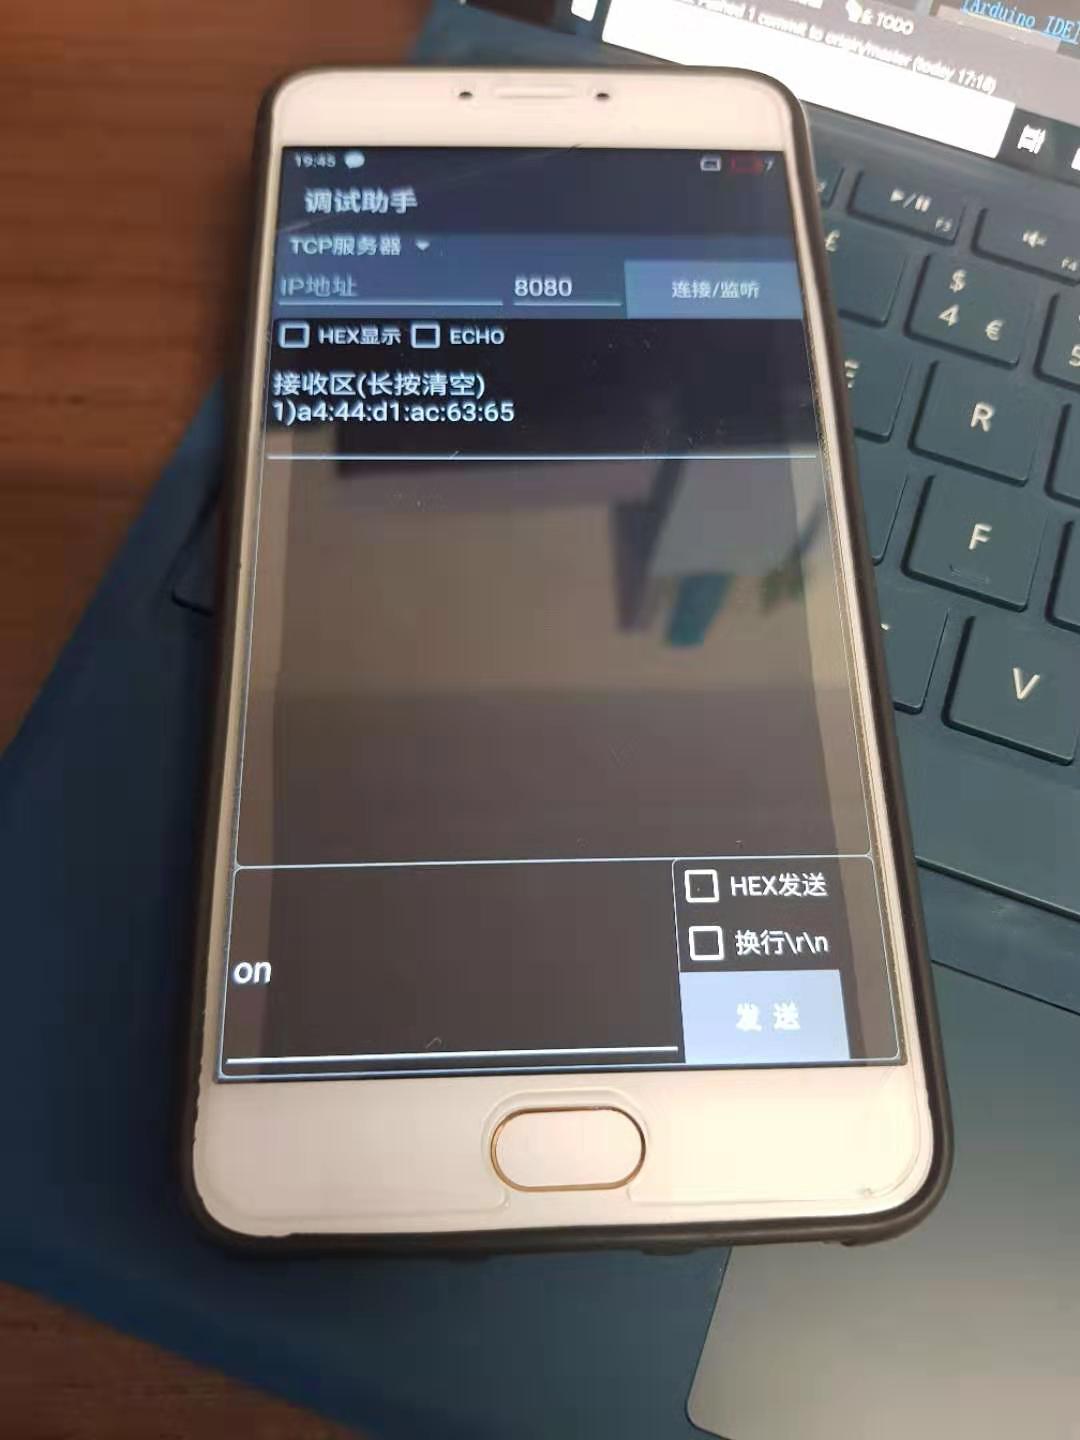 TODO
[Arduino IDE]
Pushed 1 commit to origin/master (today 17:18)
19:45
7
调试助手
TCP服务器
IP地址 8080 连接/监听
HEX显示 ECHO
接收区(长按清空)
1)a4:44:d1:ac:63:65
HEX发送
换行\r\n
on
发 送
F3
F4
£
$
4 €
5
E
R
F
V